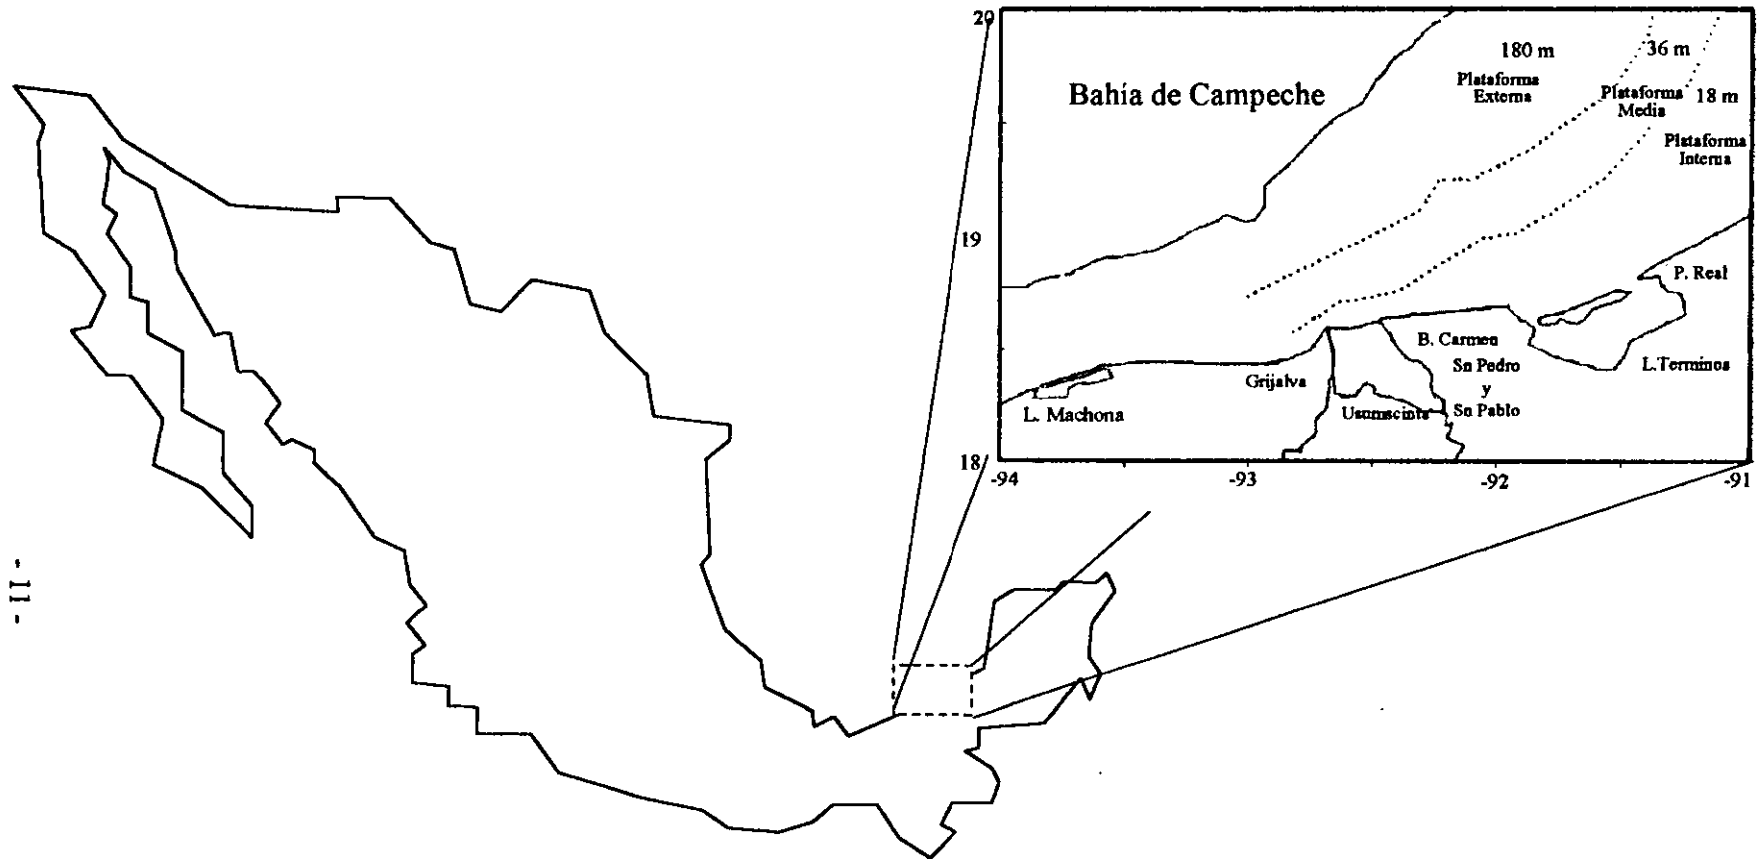 20
180 m
36 m
Bahía de Campeche
Plataforma
Externa
Plataforma
Media
18 m
Plataforma
Interna
19
P. Real
B. Carmen
L. Terminos
Grijalva
Sn Pedro
y
Sn Pablo
L. Machona
Usumscinta
18
-94
-93
-92
-91
- 11 -